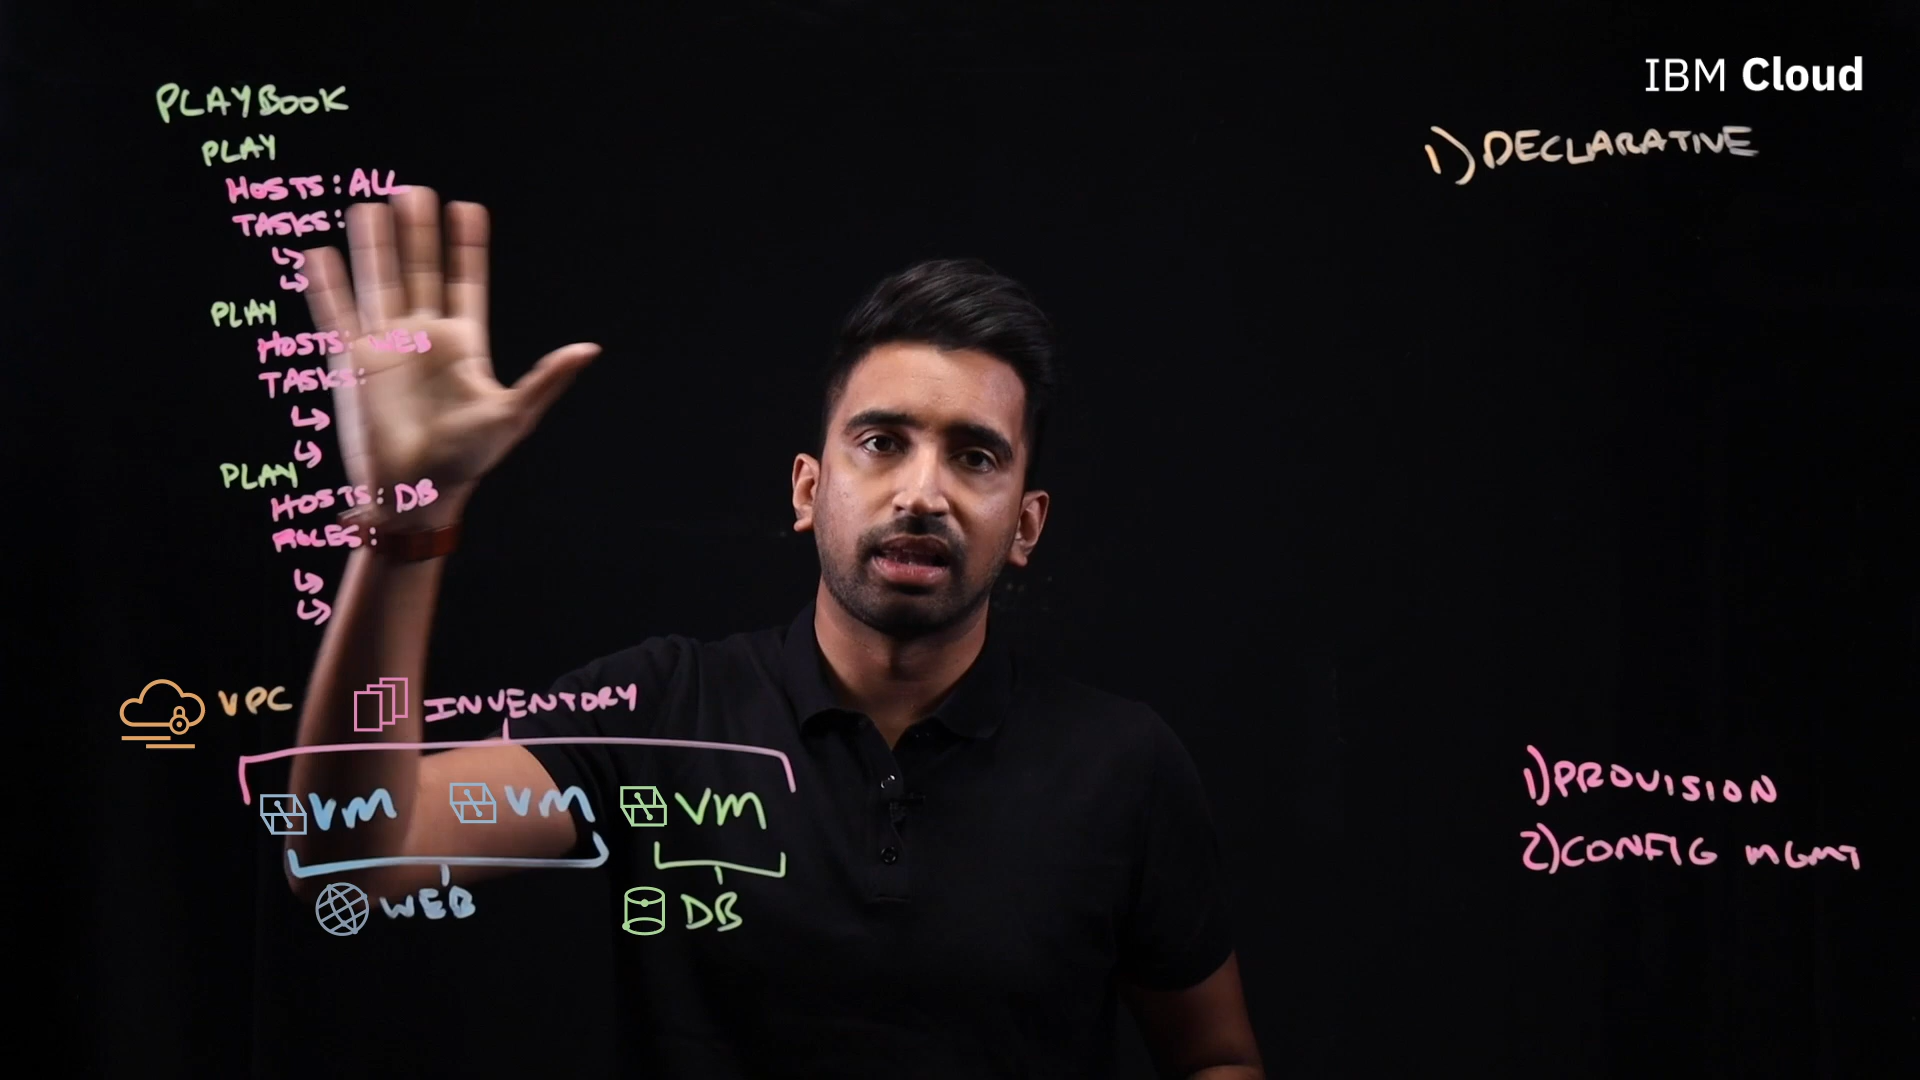 IBM Cloud
PLAYBOOK
PLAY
HOSTS: ALL
TASKS:
PLAY
HOSTS: WEB
TASKS:
PLAY
HOSTS: DB
ROLES:
1) DECLARATIVE
VPC
INVENTORY
VM VM VM
WEB DB
1) PROVISION
2) CONFIG MGMT